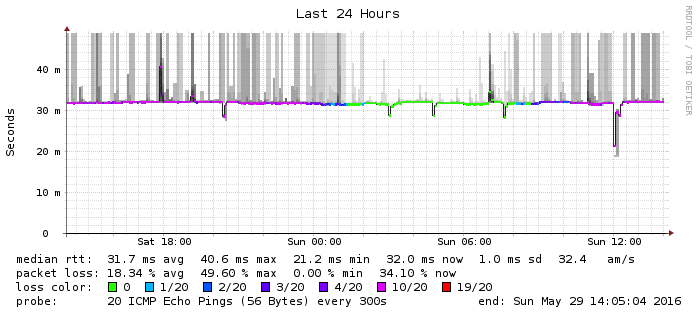 Last 24 Hours
RRDTOOL / TOBI OETIKER
Seconds
40 m
30 m
20 m
10 m
0
Sat 18:00 Sun 00:00 Sun 06:00 Sun 12:00
median rtt: 31.7 ms avg 40.6 ms max 21.2 ms min 32.0 ms now 1.0 ms sd 32.4 am/s
packet loss: 18.34 % avg 49.60 % max 0.00 % min 34.10 % now
loss color: 0 1/20 2/20 3/20 4/20 10/20 19/20
probe: 20 ICMP Echo Pings (56 Bytes) every 300s end: Sun May 29 14:05:04 2016